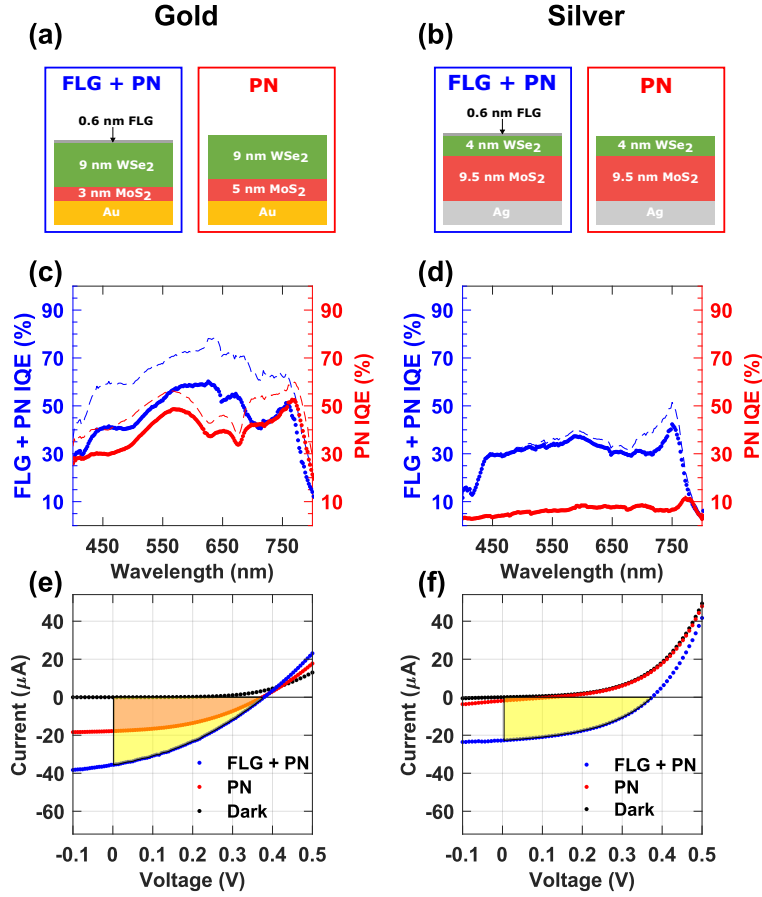 Gold
Silver
(a)
(b)
FLG + PN
PN
FLG + PN
PN
0.6 nm FLG
0.6 nm FLG
9 nm WSe2
9 nm WSe2
4 nm WSe2
4 nm WSe2
3 nm MoS2
5 nm MoS2
9.5 nm MoS2
9.5 nm MoS2
Au
Au
Ag
Ag
(c)
(d)
FLG + PN IQE (%)
90
70
50
30
10
90
70
50
30
10
PN IQE (%)
450 550 650 750
Wavelength (nm)
FLG + PN IQE (%)
90
70
50
30
10
90
70
50
30
10
PN IQE (%)
450 550 650 750
Wavelength (nm)
(e)
(f)
Current (μA)
40
20
0
-20
-40
-60
FLG + PN
PN
Dark
-0.1 0 0.1 0.2 0.3 0.4 0.5
Voltage (V)
Current (μA)
40
20
0
-20
-40
-60
FLG + PN
PN
Dark
-0.1 0 0.1 0.2 0.3 0.4 0.5
Voltage (V)